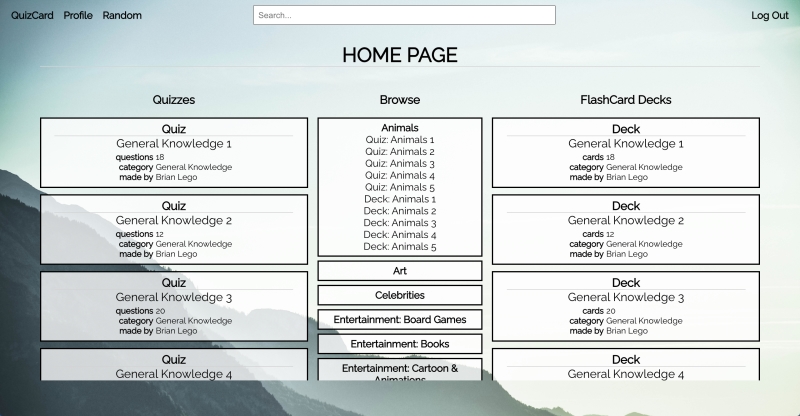 QuizCard Profile Random Search... Log Out
HOME PAGE
Quizzes
Quiz
General Knowledge 1
questions 18
category General Knowledge
made by Brian Lego
Quiz
General Knowledge 2
questions 12
category General Knowledge
made by Brian Lego
Quiz
General Knowledge 3
questions 20
category General Knowledge
made by Brian Lego
Quiz
General Knowledge 4
Browse
Animals
Quiz: Animals 1
Quiz: Animals 2
Quiz: Animals 3
Quiz: Animals 4
Quiz: Animals 5
Deck: Animals 1
Deck: Animals 2
Deck: Animals 3
Deck: Animals 4
Deck: Animals 5
Art
Celebrities
Entertainment: Board Games
Entertainment: Books
Entertainment: Cartoon &
Animations
FlashCard Decks
Deck
General Knowledge 1
cards 18
category General Knowledge
made by Brian Lego
Deck
General Knowledge 2
cards 12
category General Knowledge
made by Brian Lego
Deck
General Knowledge 3
cards 20
category General Knowledge
made by Brian Lego
Deck
General Knowledge 4